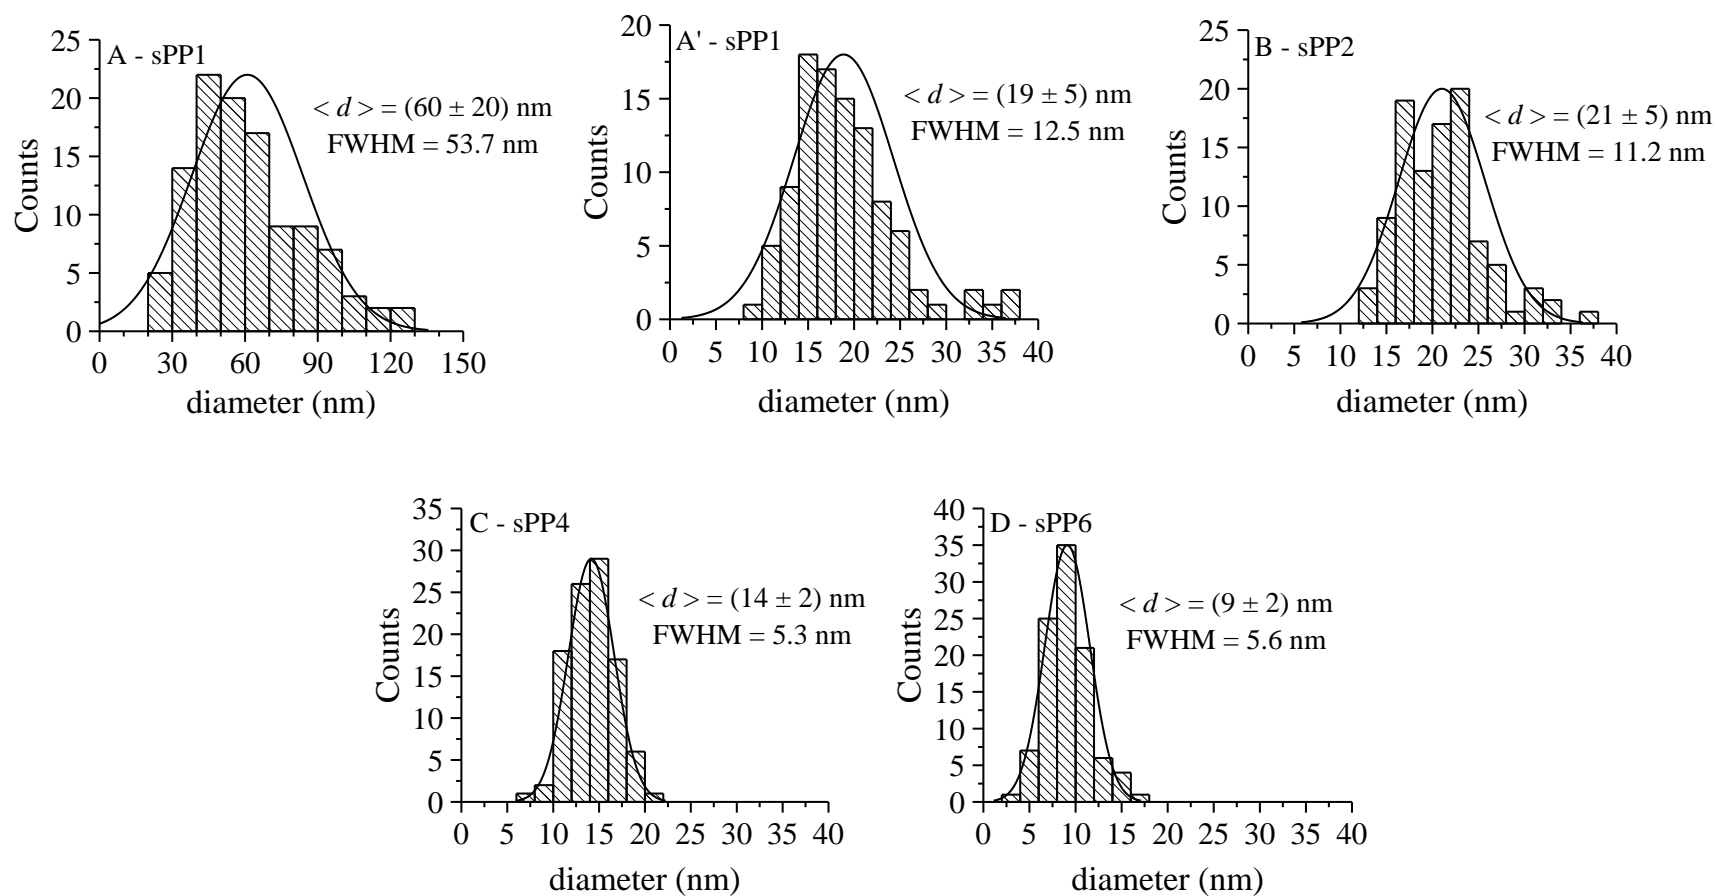 A - sPP1
< d > = (60 ± 20) nm
FWHM = 53.7 nm
Counts
25
20
15
10
5
0
0 30 60 90 120 150
diameter (nm)
A' - sPP1
< d > = (19 ± 5) nm
FWHM = 12.5 nm
Counts
20
15
10
5
0
0 5 10 15 20 25 30 35 40
diameter (nm)
B - sPP2
< d > = (21 ± 5) nm
FWHM = 11.2 nm
Counts
25
20
15
10
5
0
0 5 10 15 20 25 30 35 40
diameter (nm)
C - sPP4
< d > = (14 ± 2) nm
FWHM = 5.3 nm
Counts
35
30
25
20
15
10
5
0
0 5 10 15 20 25 30 35 40
diameter (nm)
D - sPP6
< d > = (9 ± 2) nm
FWHM = 5.6 nm
Counts
40
35
30
25
20
15
10
5
0
0 5 10 15 20 25 30 35 40
diameter (nm)